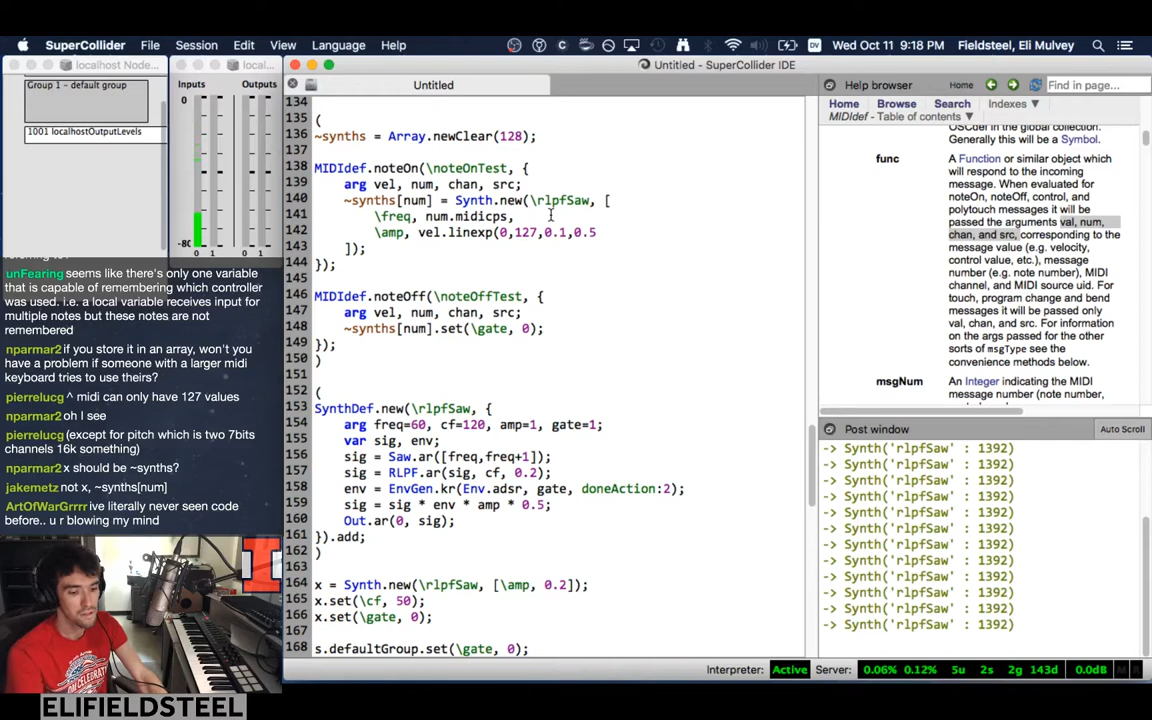 SuperCollider File Session Edit View Language Help Wed Oct 11 9:18 PM Fieldsteel, Eli Mulvey
localhost Node...
Group 1 - default group
1001 localhostOutputLevels
local...
Inputs Outputs
0
-80
0 1 0 1
Untitled - SuperCollider IDE
Untitled
134
135 (
136 ~synths = Array.newClear(128);
137
138 MIDIdef.noteOn(\noteOnTest, {
139 arg vel, num, chan, src;
140 ~synths[num] = Synth.new(\rlpfSaw, [
141 \freq, num.midicps,
142 \amp, vel.linexp(0,127,0.1,0.5
143 ]);
144 });
145
146 MIDIdef.noteOff(\noteOffTest, {
147 arg vel, num, chan, src;
148 ~synths[num].set(\gate, 0);
149 });
150 )
151
152 (
153 SynthDef.new(\rlpfSaw, {
154 arg freq=60, cf=120, amp=1, gate=1;
155 var sig, env;
156 sig = Saw.ar([freq,freq+1]);
157 sig = RLPF.ar(sig, cf, 0.2);
158 env = EnvGen.kr(Env.adsr, gate, doneAction:2);
159 sig = sig * env * amp * 0.5;
160 Out.ar(0, sig);
161 }).add;
162 )
163
164 x = Synth.new(\rlpfSaw, [\amp, 0.2]);
165 x.set(\cf, 50);
166 x.set(\gate, 0);
167
168 s.defaultGroup.set(\gate, 0);
unFearing seems like there's only one variable
that is capable of remembering which controller
was used. i.e. a local variable receives input for
multiple notes but these notes are not
remembered
nparmar2 if you store it in an array, won't you
have a problem if someone with a larger midi
keyboard tries to use theirs?
pierrelucg ^ midi can only have 127 values
nparmar2 oh I see
pierrelucg (except for pitch which is two 7bits
channels 16k something)
nparmar2 x should be ~synths?
jakemetz not x, ~synths[num]
ArtOfWarGrrrr ive literally never seen code
before.. u r blowing my mind
Help browser Home Find in page...
Home Browse Search Indexes ▼
MIDIdef - Table of contents ▼
OSCdef in the global collection.
Generally this will be a Symbol.
func A Function or similar object which
will respond to the incoming
message. When evaluated for
noteOn, noteOff, control, and
polytouch messages it will be
passed the arguments val, num,
chan, and src, corresponding to the
message value (e.g. velocity,
control value, etc.), message
number (e.g. note number), MIDI
channel, and MIDI source uid. For
touch, program change and bend
messages it will be passed only
val, chan, and src. For information
on the args passed for the other
sorts of msgType see the
convenience methods below.
msgNum An Integer indicating the MIDI
message number (note number,
Post window Auto Scroll
-> Synth('rlpfSaw' : 1392)
-> Synth('rlpfSaw' : 1392)
-> Synth('rlpfSaw' : 1392)
-> Synth('rlpfSaw' : 1392)
-> Synth('rlpfSaw' : 1392)
-> Synth('rlpfSaw' : 1392)
-> Synth('rlpfSaw' : 1392)
-> Synth('rlpfSaw' : 1392)
-> Synth('rlpfSaw' : 1392)
-> Synth('rlpfSaw' : 1392)
-> Synth('rlpfSaw' : 1392)
-> Synth('rlpfSaw' : 1392)
Interpreter: Active Server: 0.06% 0.12% 5u 2s 2g 143d 0.0dB M R
ELIFIELDSTEEL